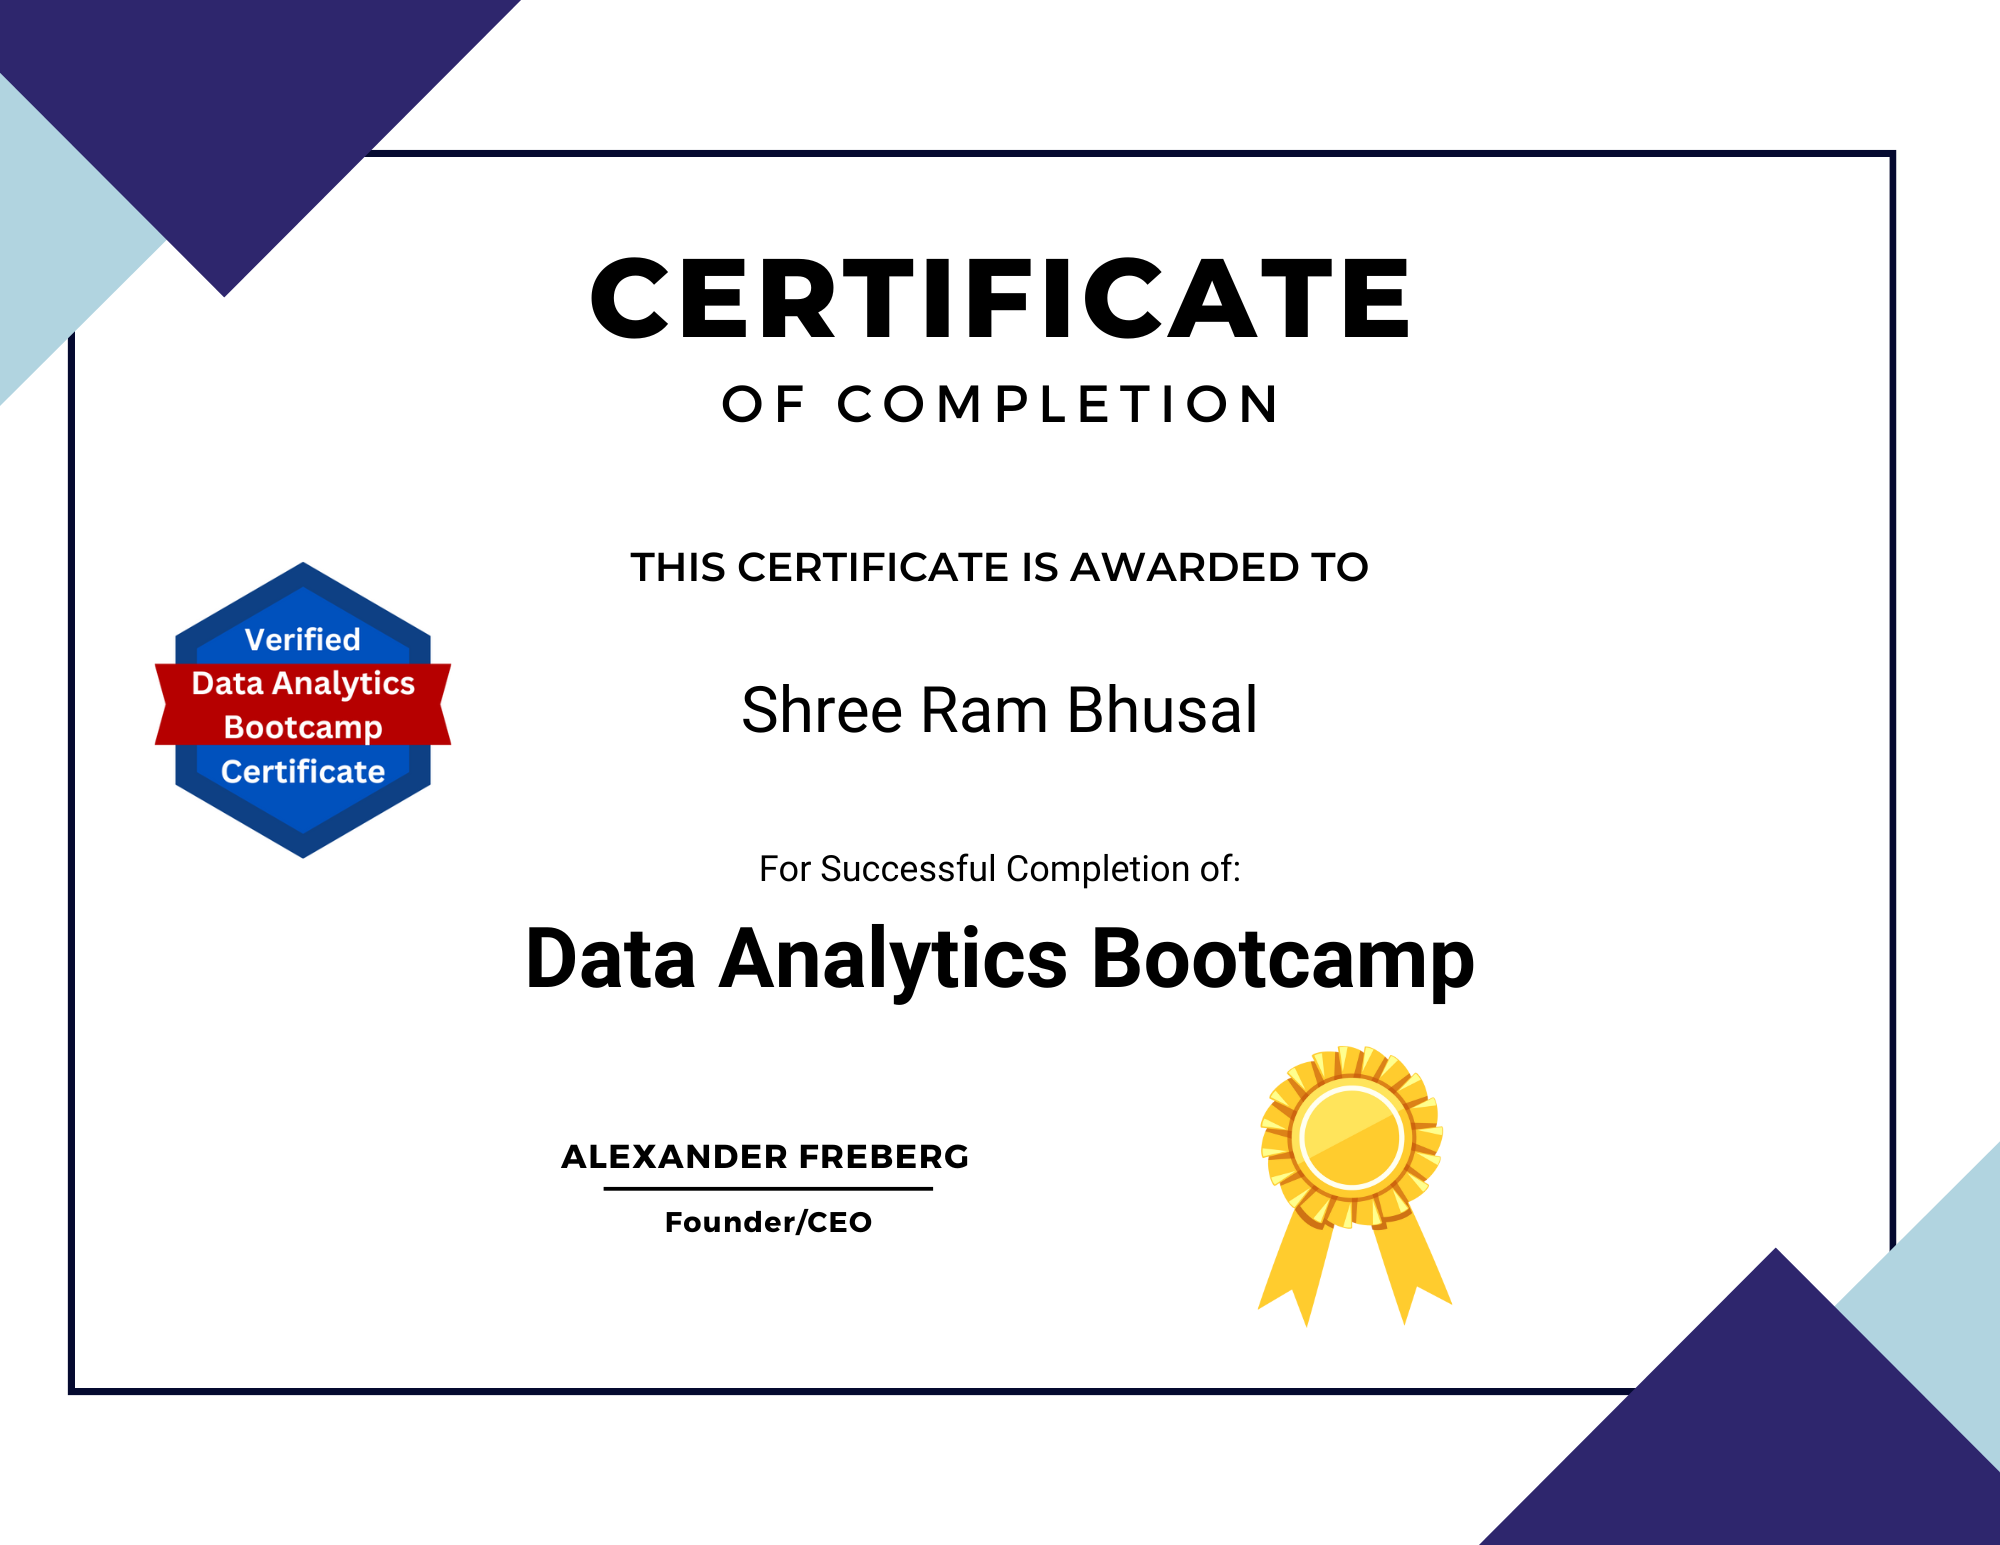 CERTIFICATE
OF COMPLETION
THIS CERTIFICATE IS AWARDED TO
Verified
Data Analytics
Bootcamp
Certificate
Shree Ram Bhusal
For Successful Completion of:
Data Analytics Bootcamp
ALEXANDER FREBERG
Founder/CEO